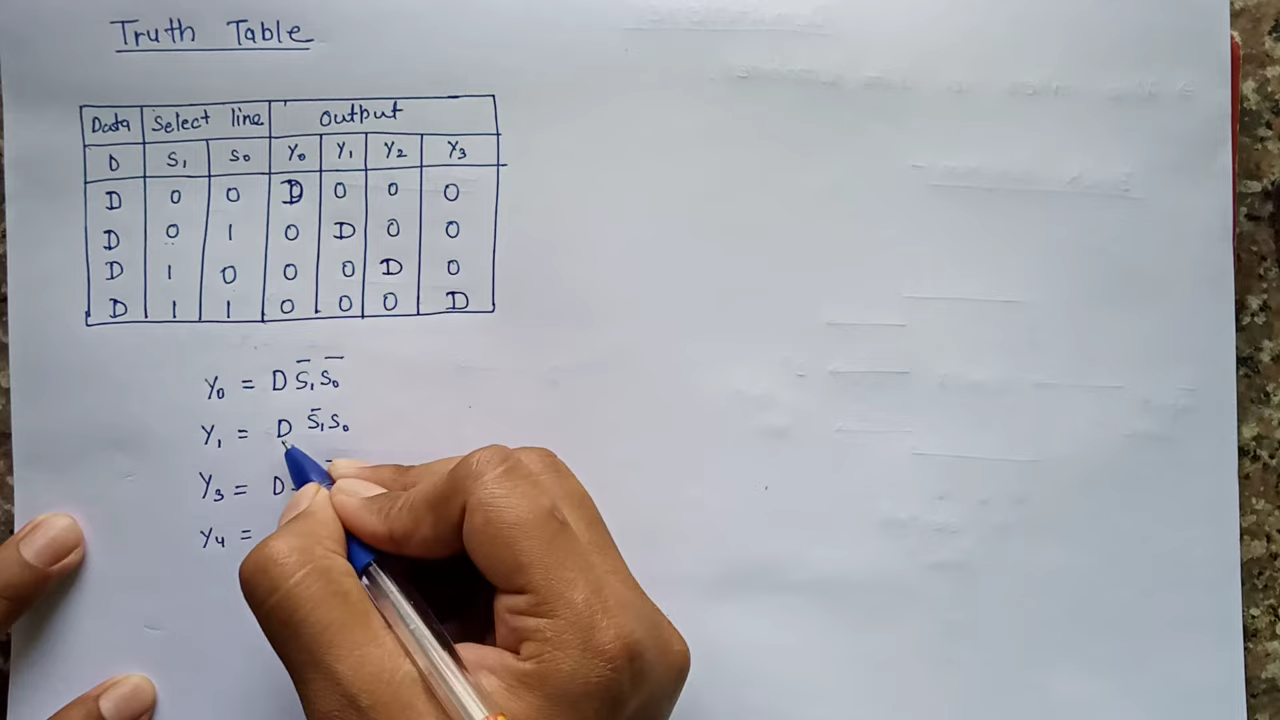 Truth Table
Data Select line Output
D S₁ S₀ Y₀ Y₁ Y₂ Y₃
D 0 0 D 0 0 0
D 0 1 0 D 0 0
D 1 0 0 0 D 0
D 1 1 0 0 0 D
Y₀ = D S̄₁ S̄₀
Y₁ = D S̄₁ S₀
Y₃ = D
Y₄ =